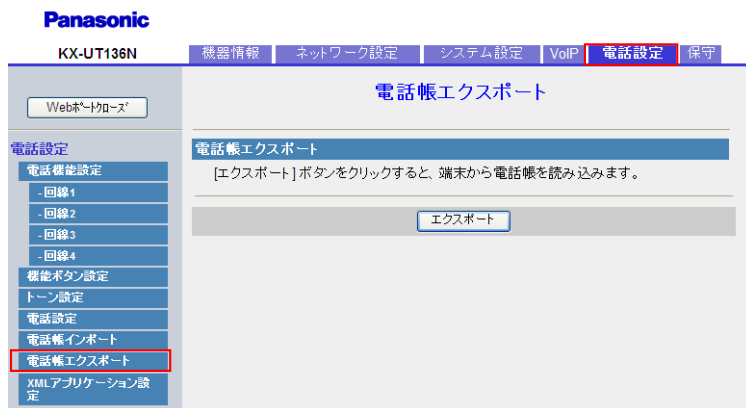 Panasonic
KX-UT136N
機器情報 ネットワーク設定 システム設定 VoIP 電話設定 保守
Webﾎﾟｰﾄｸﾛｰｽﾞ
電話帳エクスポート
電話設定
電話機能設定
-回線1
-回線2
-回線3
-回線4
機能ボタン設定
トーン設定
電話設定
電話帳インポート
電話帳エクスポート
XMLアプリケーション設
定
電話帳エクスポート
[エクスポート]ボタンをクリックすると、端末から電話帳を読み込みます。
エクスポート